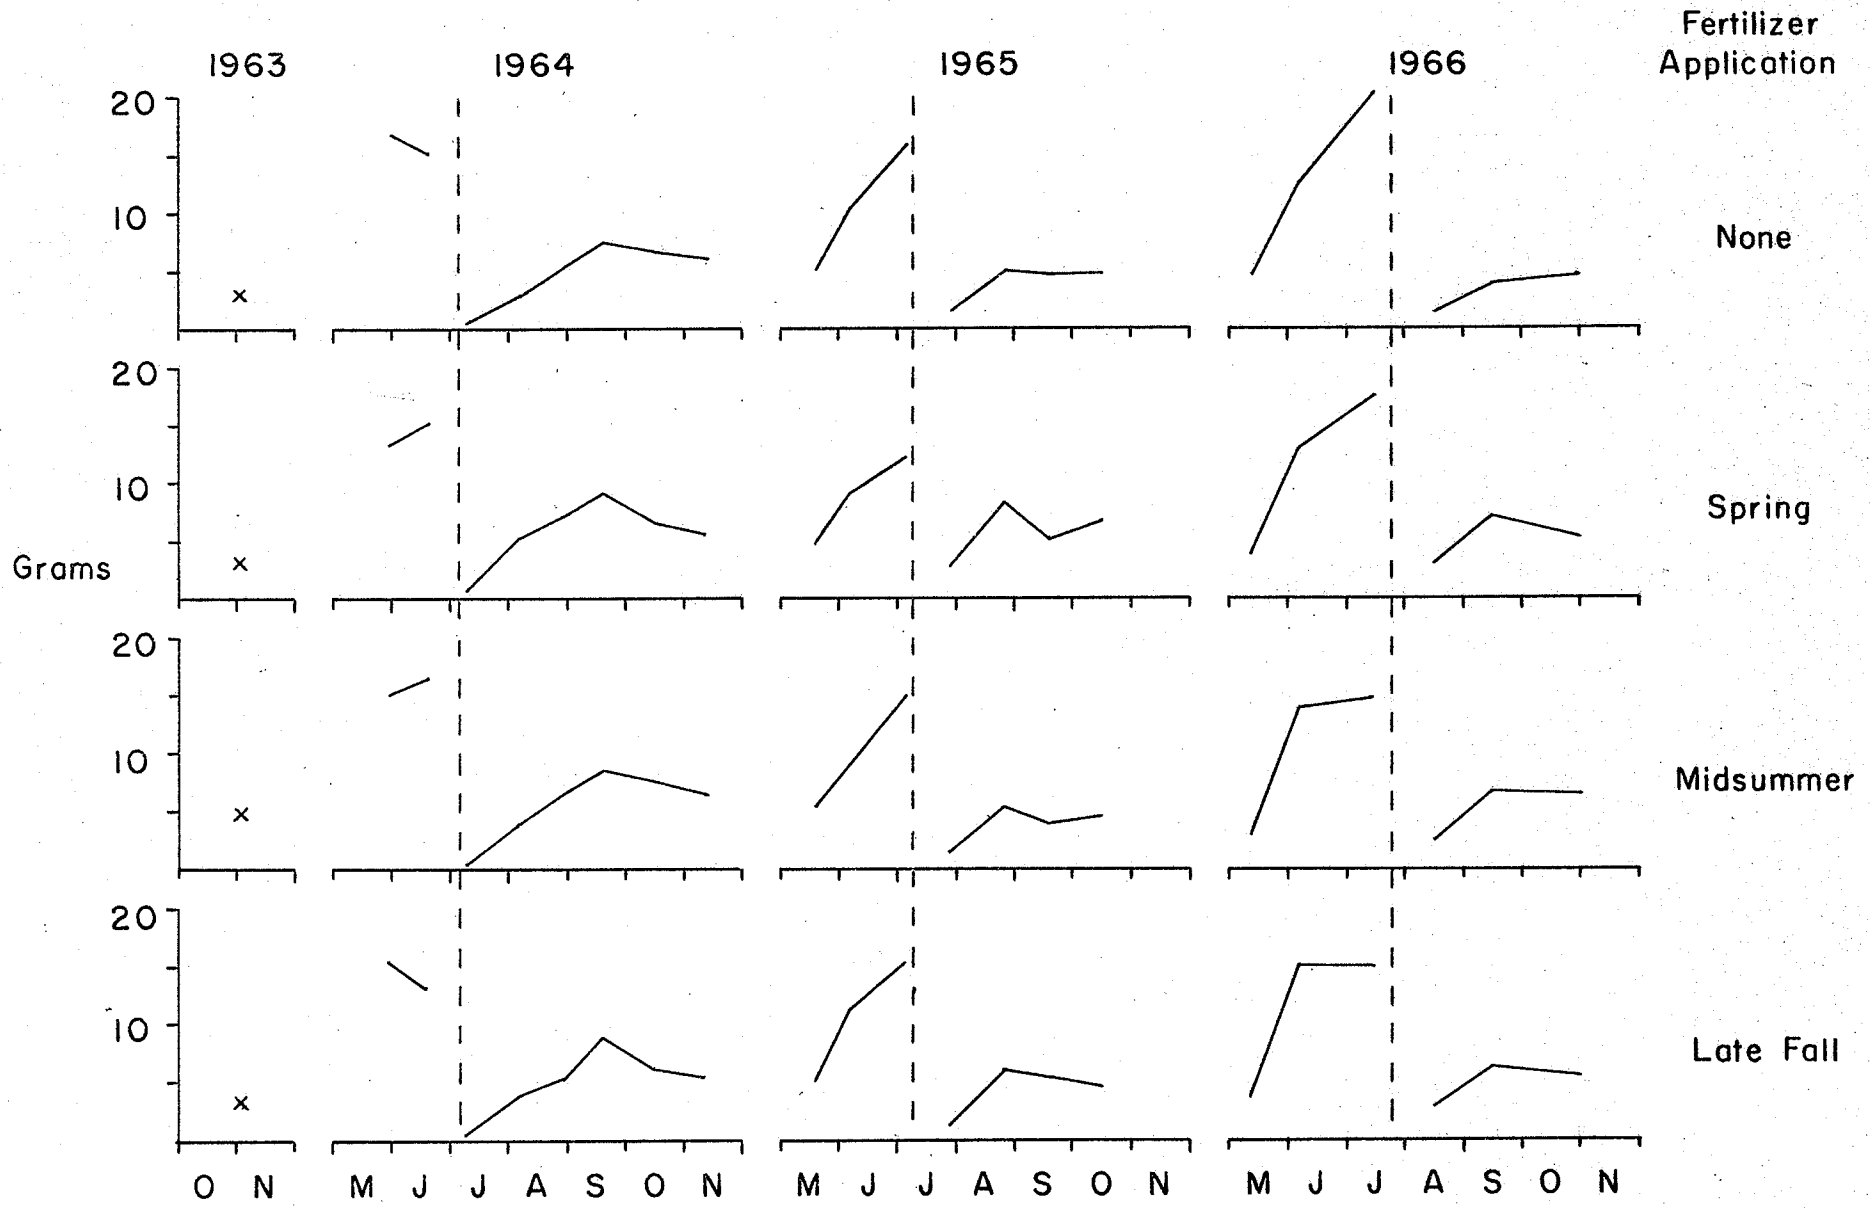 Fertilizer
1963 1964 1965 1966 Application
20
10
None
20
10
Spring
Grams
20
10
Midsummer
20
10
Late Fall
O N M J J A S O N M J J A S O N M J J A S O N